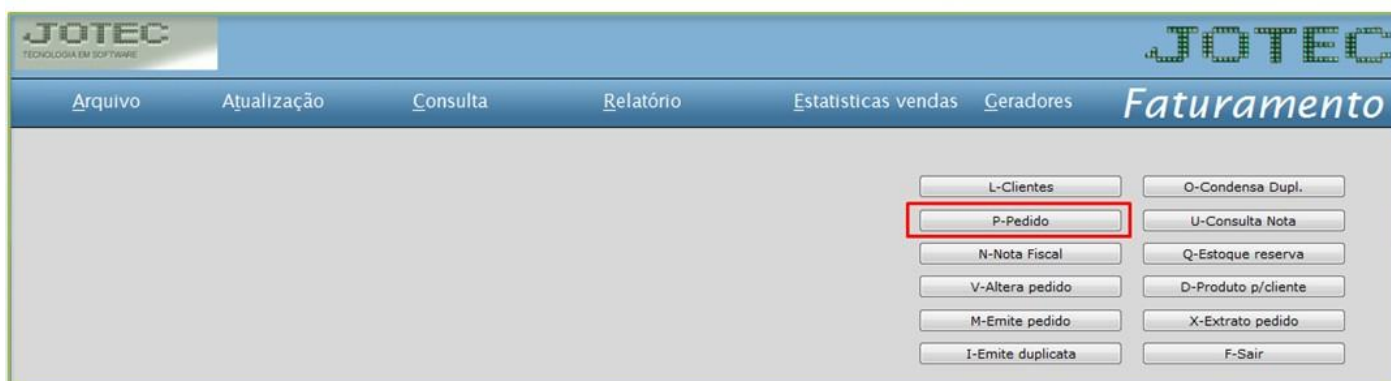 JOTEC
TECNOLOGIA EM SOFTWARE
JOTEC
Arquivo Atualização Consulta Relatório Estatisticas vendas Geradores Faturamento
L-Clientes O-Condensa Dupl.
P-Pedido U-Consulta Nota
N-Nota Fiscal Q-Estoque reserva
V-Altera pedido D-Produto p/cliente
M-Emite pedido X-Extrato pedido
I-Emite duplicata F-Sair